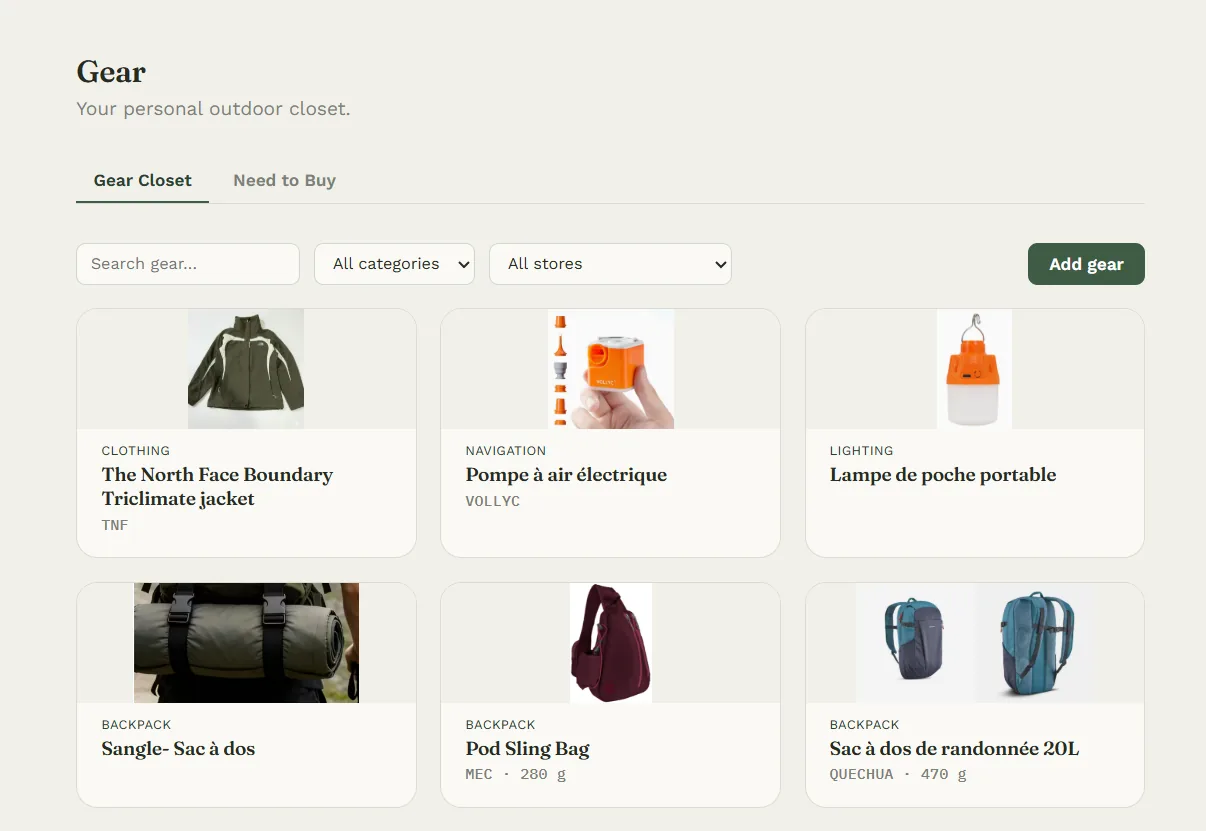 Gear
Your personal outdoor closet.
Gear Closet
Need to Buy
Search gear...
All categories
All stores
Add gear
VOLLYC
CLOTHING
The North Face Boundary
Triclimate jacket
TNF
NAVIGATION
Pompe à air électrique
VOLLYC
LIGHTING
Lampe de poche portable
BACKPACK
Sangle- Sac à dos
BACKPACK
Pod Sling Bag
MEC · 280 g
BACKPACK
Sac à dos de randonnée 20L
QUECHUA · 470 g